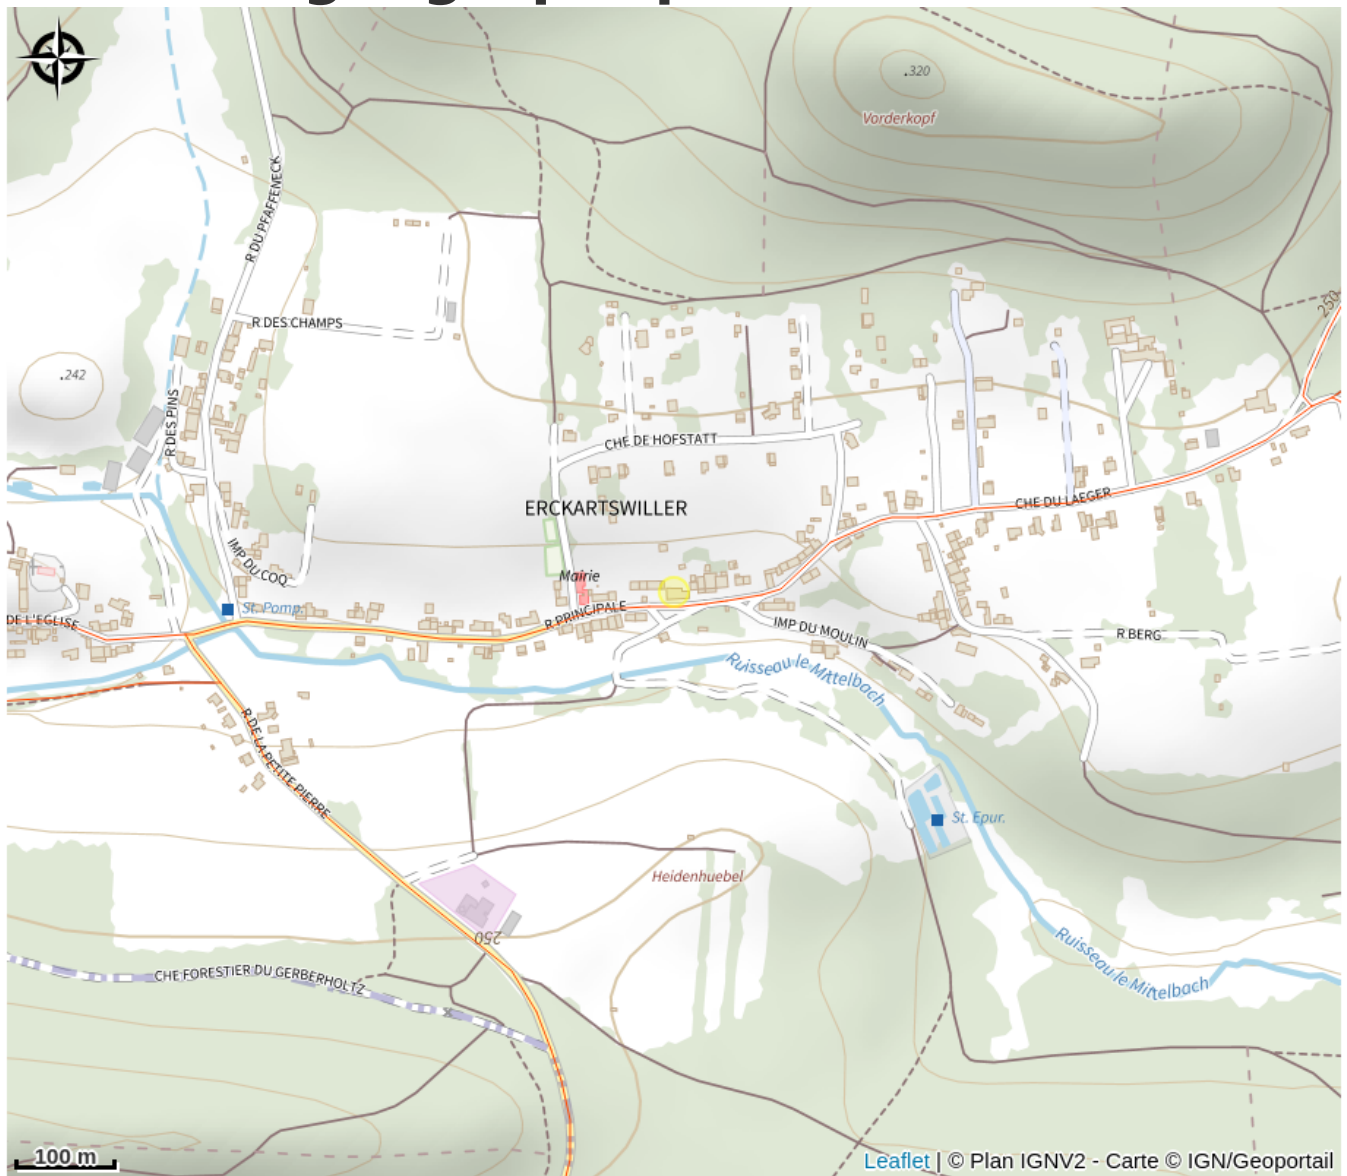 .320
Vorderkopf
R DU PFAFFENECK
250
R DES CHAMPS
.242
R DES PINS
CHE DE HOFSTATT
ERCKARTSWILLER
CHE DU LAEGER
IMP DU COQ
Mairie
St. Pomp.
R PRINCIPALE
DE L'EGLISE
IMP DU MOULIN
R BERG
Ruisseau le Mittelbach
R DE LA PETITE PIERRE
St. Epur.
Heidenhuebel
250
Ruisseau le Mittelbach
CHE FORESTIER DU GERBERHOLTZ
100 m
Leaflet | © Plan IGNV2 - Carte © IGN/Geoportail